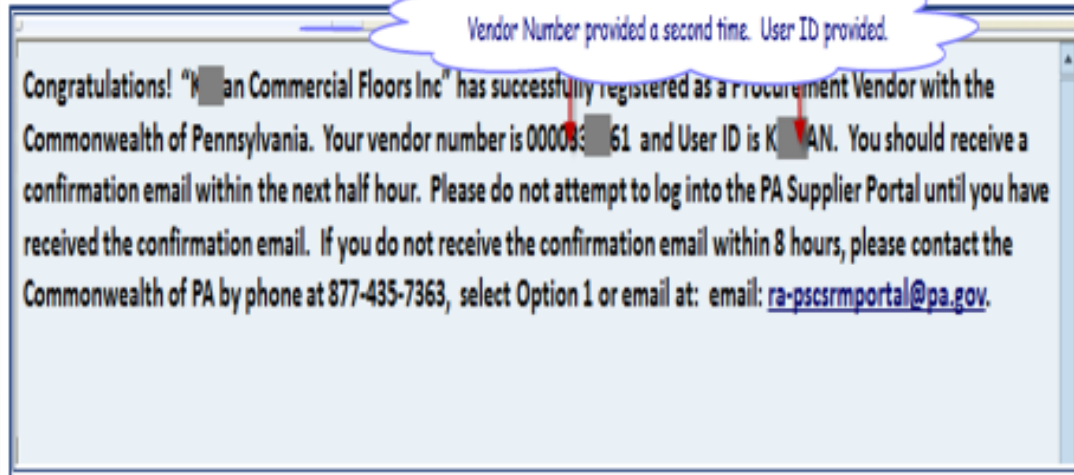 Vendor Number provided a second time. User ID provided.
Congratulations! "K an Commercial Floors Inc" has successfully registered as a Procurement Vendor with the
Commonwealth of Pennsylvania. Your vendor number is 000033 61 and User ID is K AN. You should receive a
confirmation email within the next half hour. Please do not attempt to log into the PA Supplier Portal until you have
received the confirmation email. If you do not receive the confirmation email within 8 hours, please contact the
Commonwealth of PA by phone at 877-435-7363, select Option 1 or email at: email: ra-pscsrmportal@pa.gov.